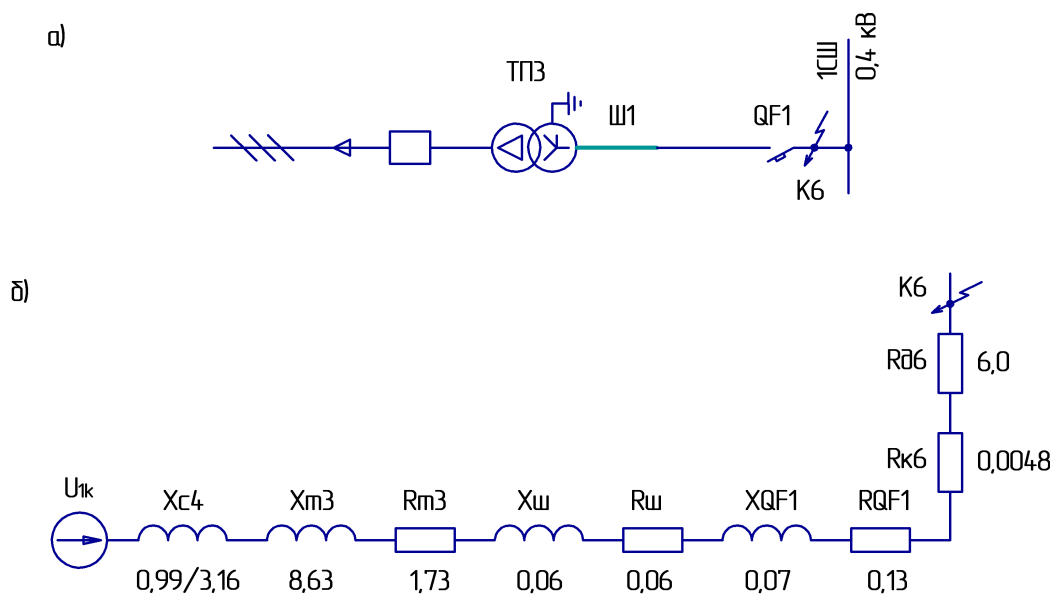 а)
ТП3
Ш1
QF1
1СШ
0,4 кВ
К6
б)
К6
Rд6
6,0
Rк6
0,0048
U1k
Xc4
Xт3
Rт3
Xш
Rш
XQF1
RQF1
0,99/3,16
8,63
1,73
0,06
0,06
0,07
0,13